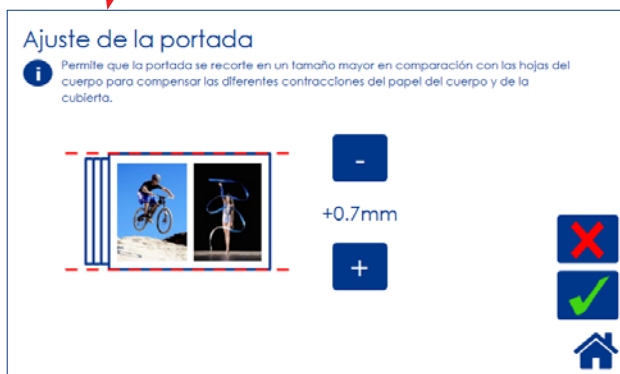 Ajuste de la portada
i
Permite que la portada se recorte en un tamaño mayor en comparación con las hojas del
cuerpo para compensar las diferentes contracciones del papel del cuerpo y de la
cubierta.
-
+0.7mm
+